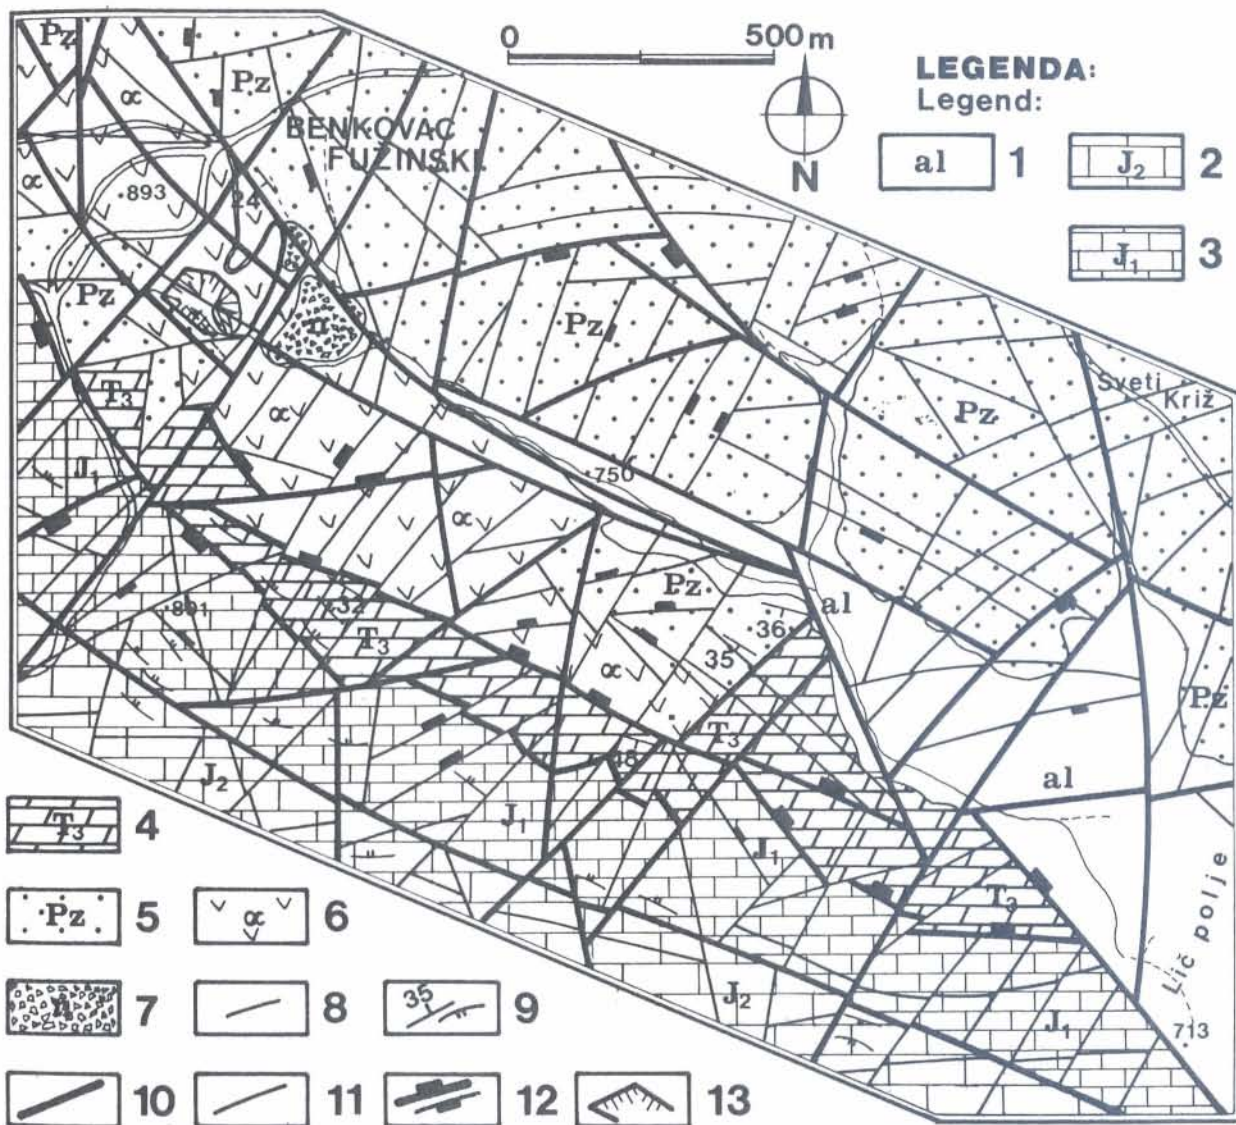 0 500 m
N
LEGENDA:
Legend:
al 1
J₂ 2
J₁ 3
Pz
α
Pz
BENKOVAC
FUŽINSKI
α
893
24
Pz
n
Pz
Sveti
Križ
Pz
T₃
α
J₁
750
α
Pz
al
36
35
α
801
32
T₃
Pz
T₃
48
al
J₂
J₁
J₁
T₃
Lič polje
J₂
J₁
713
T₃ 4
Pz 5
α 6
n 7
8
35 9
10
11
12
13